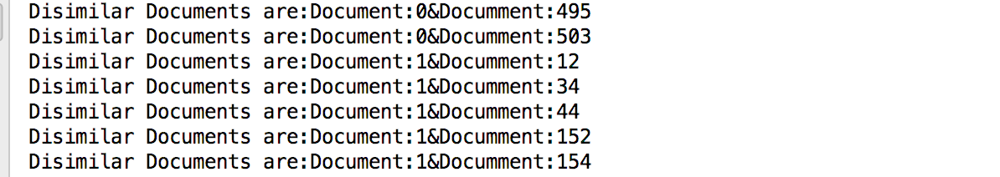 Disimilar Documents are:Document:0&Documment:495
Disimilar Documents are:Document:0&Documment:503
Disimilar Documents are:Document:1&Documment:12
Disimilar Documents are:Document:1&Documment:34
Disimilar Documents are:Document:1&Documment:44
Disimilar Documents are:Document:1&Documment:152
Disimilar Documents are:Document:1&Documment:154